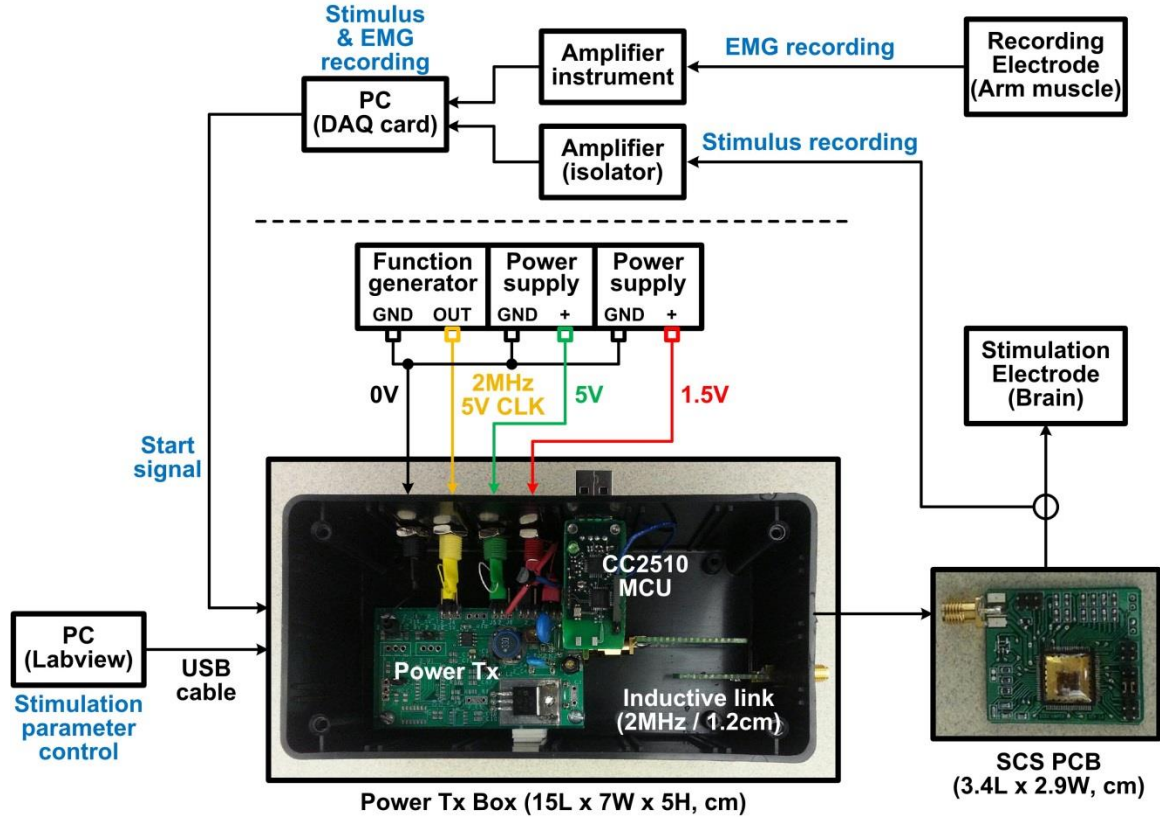 Stimulus
& EMG
recording
PC
(DAQ card)
Amplifier
instrument
EMG recording
Recording
Electrode
(Arm muscle)
Amplifier
(isolator)
Stimulus recording
Function
generator
GND OUT
Power
supply
GND +
Power
supply
GND +
0V
2MHz
5V CLK
5V
1.5V
Stimulation
Electrode
(Brain)
Start
signal
CC2510
MCU
Power Tx
Inductive link
(2MHz / 1.2cm)
PC
(Labview)
USB
cable
Stimulation
parameter
control
SCS PCB
(3.4L x 2.9W, cm)
Power Tx Box (15L x 7W x 5H, cm)